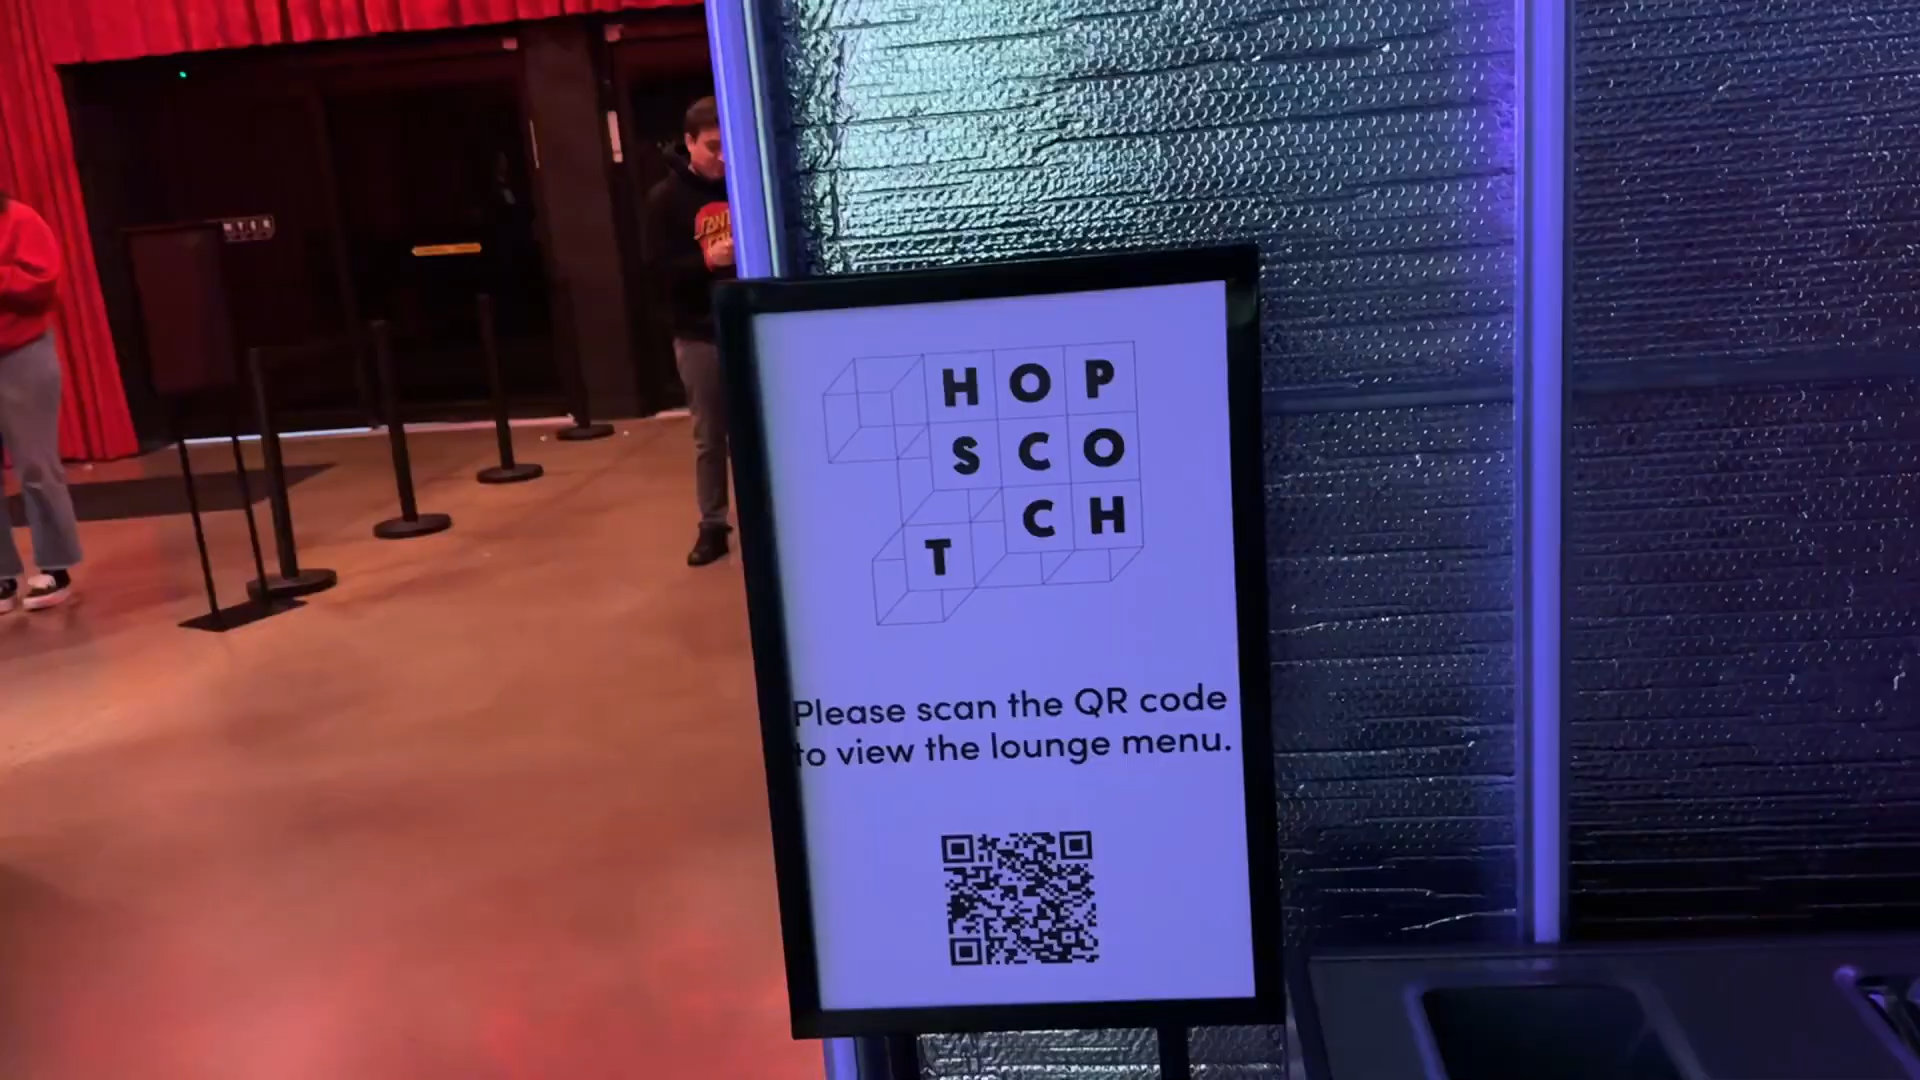 HOP
SCO
T CH
Please scan the QR code
to view the lounge menu.